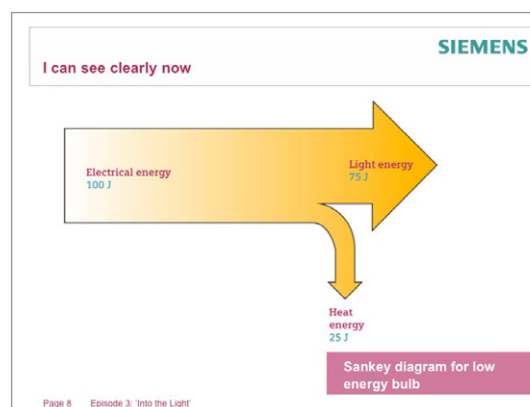 SIEMENS
I can see clearly now
Electrical energy
100 J
Light energy
75 J
Heat
energy
25 J
Sankey diagram for low
energy bulb
Page 8 Episode 3: 'Into the Light'